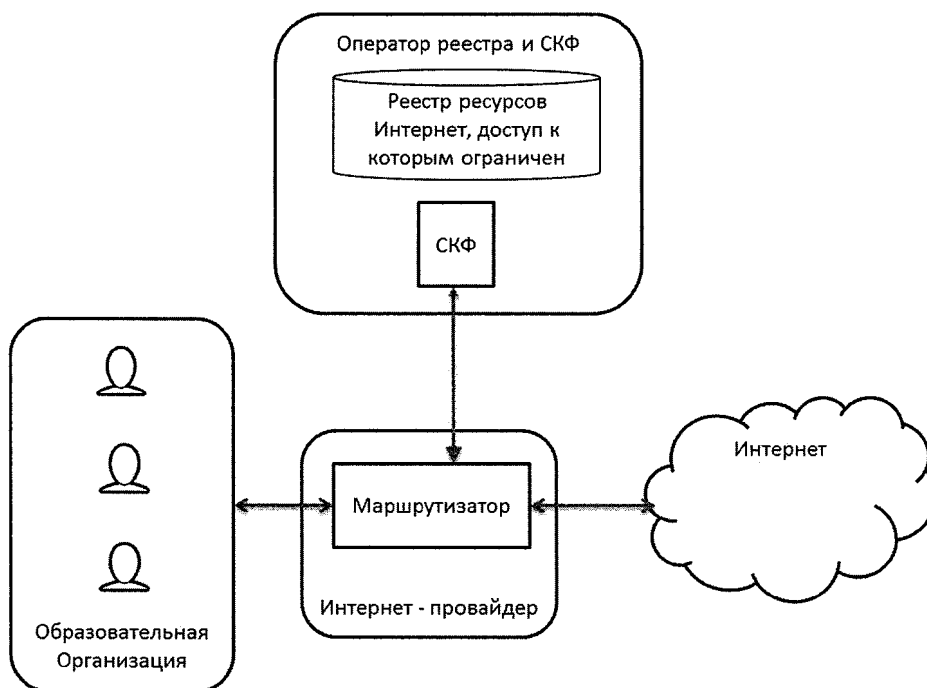 Оператор реестра и СКФ
Реестр ресурсов
Интернет, доступ к
которым ограничен
СКФ
Интернет
Маршрутизатор
Интернет - провайдер
Образовательная
Организация